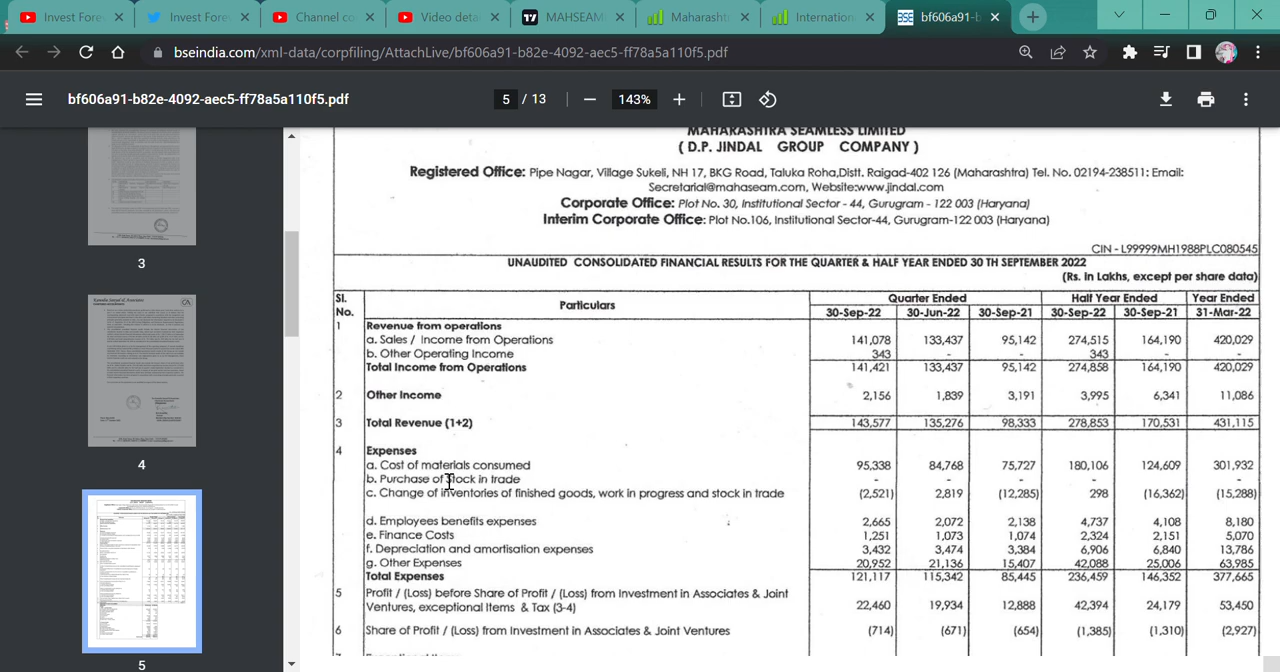 Invest Fore
Invest Forev
Channel co
Video detai
MAHSEAM
Maharashtr
Internation
bf606a91-b
bseindia.com/xml-data/corpfiling/AttachLive/bf606a91-b82e-4092-aec5-ff78a5a110f5.pdf
bf606a91-b82e-4092-aec5-ff78a5a110f5.pdf 5 / 13 143%
3
4
5
MAHARASHTRA SEAMLESS LIMITED
( D.P. JINDAL GROUP COMPANY )
Registered Office: Pipe Nagar, Village Sukeli, NH 17, BKG Road, Taluka Roha,Distt. Raigad-402 126 (Maharashtra) Tel. No. 02194-238511: Email:
Secretarial@mahaseam.com, Website:www.jindal.com
Corporate Office: Plot No. 30, Institutional Sector - 44, Gurugram - 122 003 (Haryana)
Interim Corporate Office: Plot No.106, Institutional Sector-44, Gurugram-122 003 (Haryana)
CIN - L99999MH1988PLC080545
UNAUDITED CONSOLIDATED FINANCIAL RESULTS FOR THE QUARTER & HALF YEAR ENDED 30 TH SEPTEMBER 2022
(Rs. In Lakhs, except per share data)
Sl. No. Particulars Quarter Ended Half Year Ended Year Ended
30-Sep-22 30-Jun-22 30-Sep-21 30-Sep-22 30-Sep-21 31-Mar-22
1 Revenue from operations
a. Sales / Income from Operations 141,078 133,437 95,142 274,515 164,190 420,029
b. Other Operating Income 343 - - 343 - -
Total Income from Operations 141,421 133,437 95,142 274,858 164,190 420,029
2 Other Income 2,156 1,839 3,191 3,995 6,341 11,086
3 Total Revenue (1+2) 143,577 135,276 98,333 278,853 170,531 431,115
4 Expenses
a. Cost of materials consumed 95,338 84,768 75,727 180,106 124,609 301,932
b. Purchase of stock in trade - - - - - -
c. Change of inventories of finished goods, work in progress and stock in trade (2,521) 2,819 (12,285) 298 (16,362) (15,288)
d. Employees benefits expenses 2,665 2,072 2,138 4,737 4,108 8,180
e. Finance Costs 1,251 1,073 1,074 2,324 2,151 5,070
f. Depreciation and amortisation expenses 3,432 3,474 3,384 6,906 6,840 13,786
g. Other Expenses 20,952 21,136 15,407 42,088 25,006 63,985
Total Expenses 121,117 115,342 85,445 236,459 146,352 377,665
5 Profit / (Loss) before Share of Profit / (Loss) from Investment in Associates & Joint
Ventures, exceptional Items & Tax (3-4) 22,460 19,934 12,888 42,394 24,179 53,450
6 Share of Profit / (Loss) from Investment in Associates & Joint Ventures (714) (671) (654) (1,385) (1,310) (2,927)